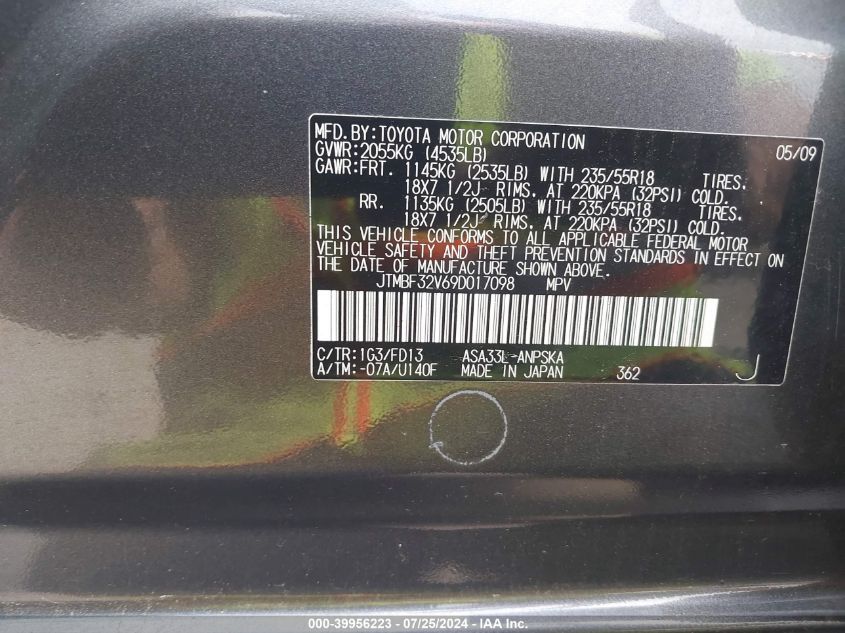 MFD.BY:TOYOTA MOTOR CORPORATION 05/09
GVWR:2055KG (4535LB)
GAWR:FRT. 1145KG (2535LB) WITH 235/55R18 TIRES.
18X7 1/2J RIMS. AT 220KPA (32PSI) COLD.
RR. 1135KG (2505LB) WITH 235/55R18 TIRES.
18X7 1/2J RIMS. AT 220KPA (32PSI) COLD.
THIS VEHICLE CONFORMS TO ALL APPLICABLE FEDERAL MOTOR
VEHICLE SAFETY AND THEFT PREVENTION STANDARDS IN EFFECT ON
THE DATE OF MANUFACTURE SHOWN ABOVE.
JTMBF32V69D017098 MPV
C/TR:1G3/FD13 ASA33L-ANPSKA
A/TM:-07A/U140F MADE IN JAPAN 362 J
000-39956223 - 07/25/2024 - IAA Inc.